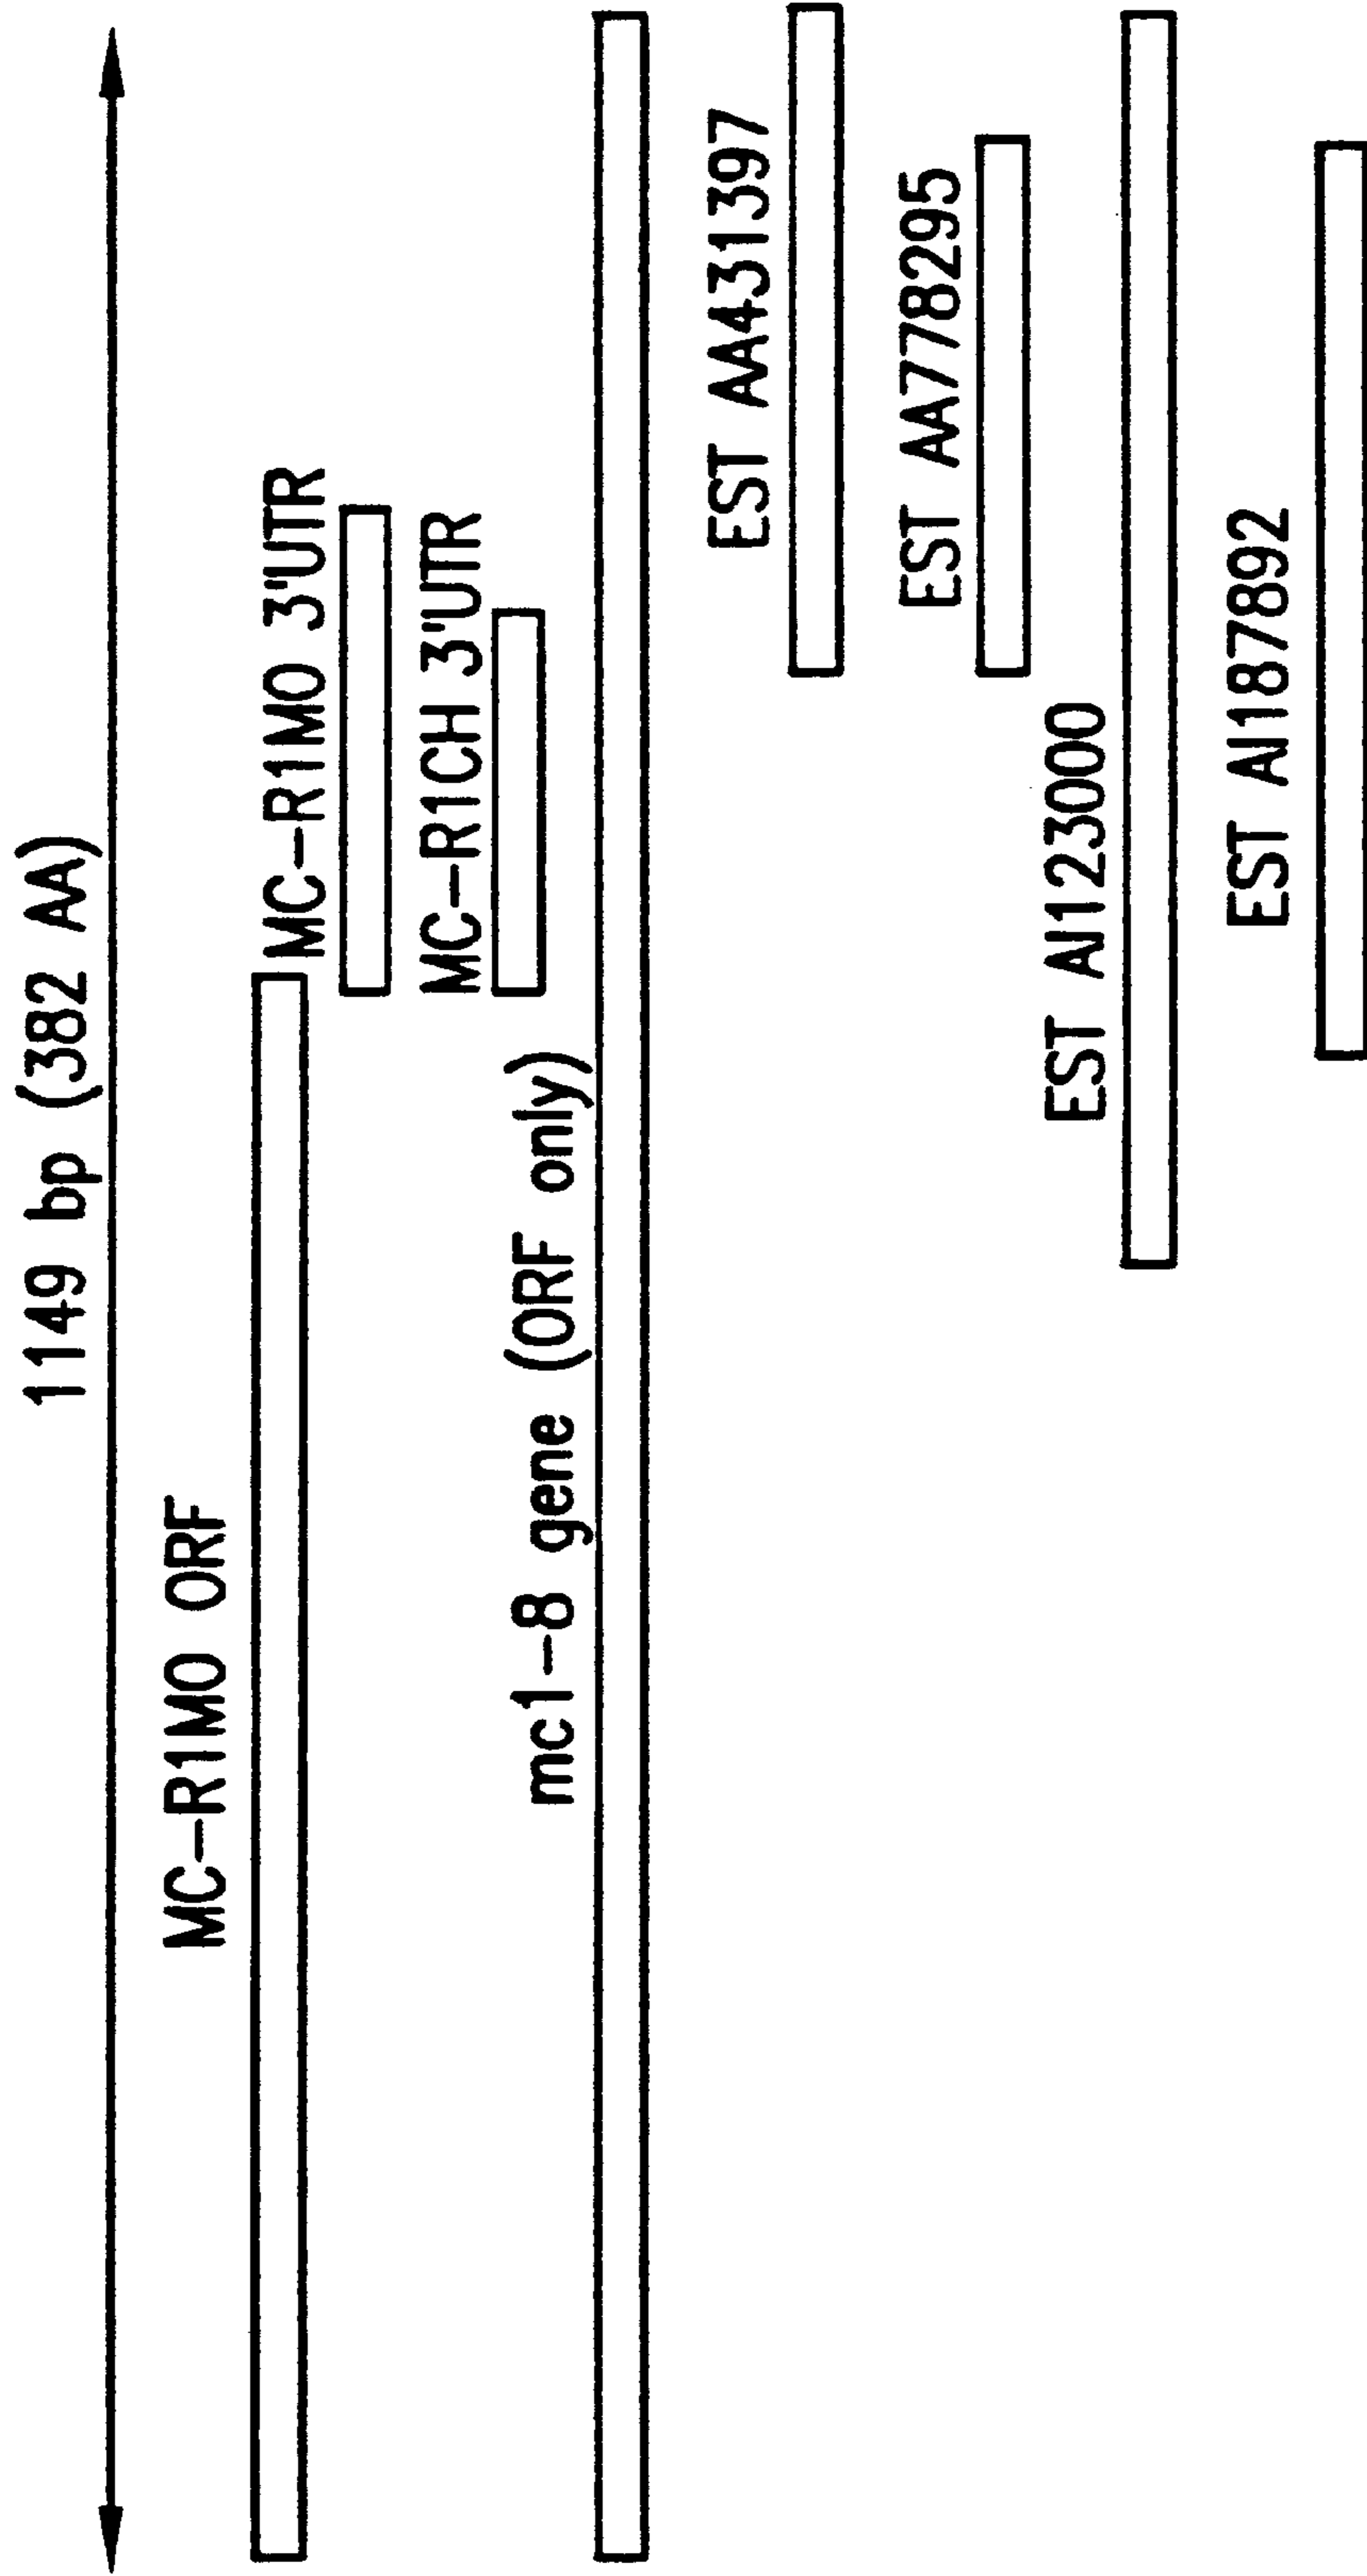 1149 bp (382 AA)
MC-R1MO ORF
MC-R1MO 3'UTR
MC-R1CH 3'UTR
mc1-8 gene (ORF only)
EST AA431397
EST AA778295
EST AI123000
EST AI187892